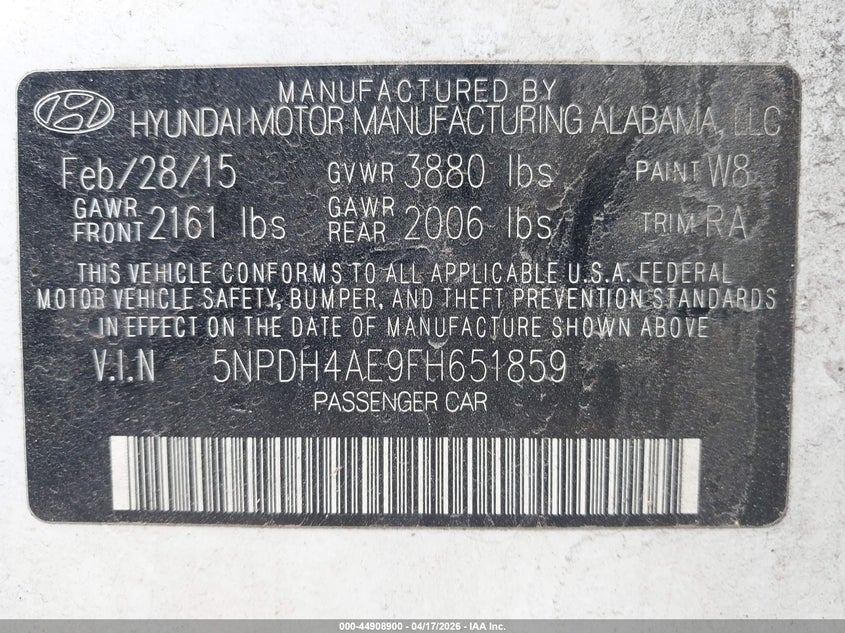 MANUFACTURED BY
HYUNDAI MOTOR MANUFACTURING ALABAMA, LLC
Feb/28/15 GVWR 3880 lbs PAINT W8
GAWR FRONT 2161 lbs GAWR REAR 2006 lbs TRIM RA
THIS VEHICLE CONFORMS TO ALL APPLICABLE U.S.A. FEDERAL
MOTOR VEHICLE SAFETY, BUMPER, AND THEFT PREVENTION STANDARDS
IN EFFECT ON THE DATE OF MANUFACTURE SHOWN ABOVE
V.I.N 5NPDH4AE9FH651859
PASSENGER CAR
000-44908900 - 04/17/2026 - IAA Inc.